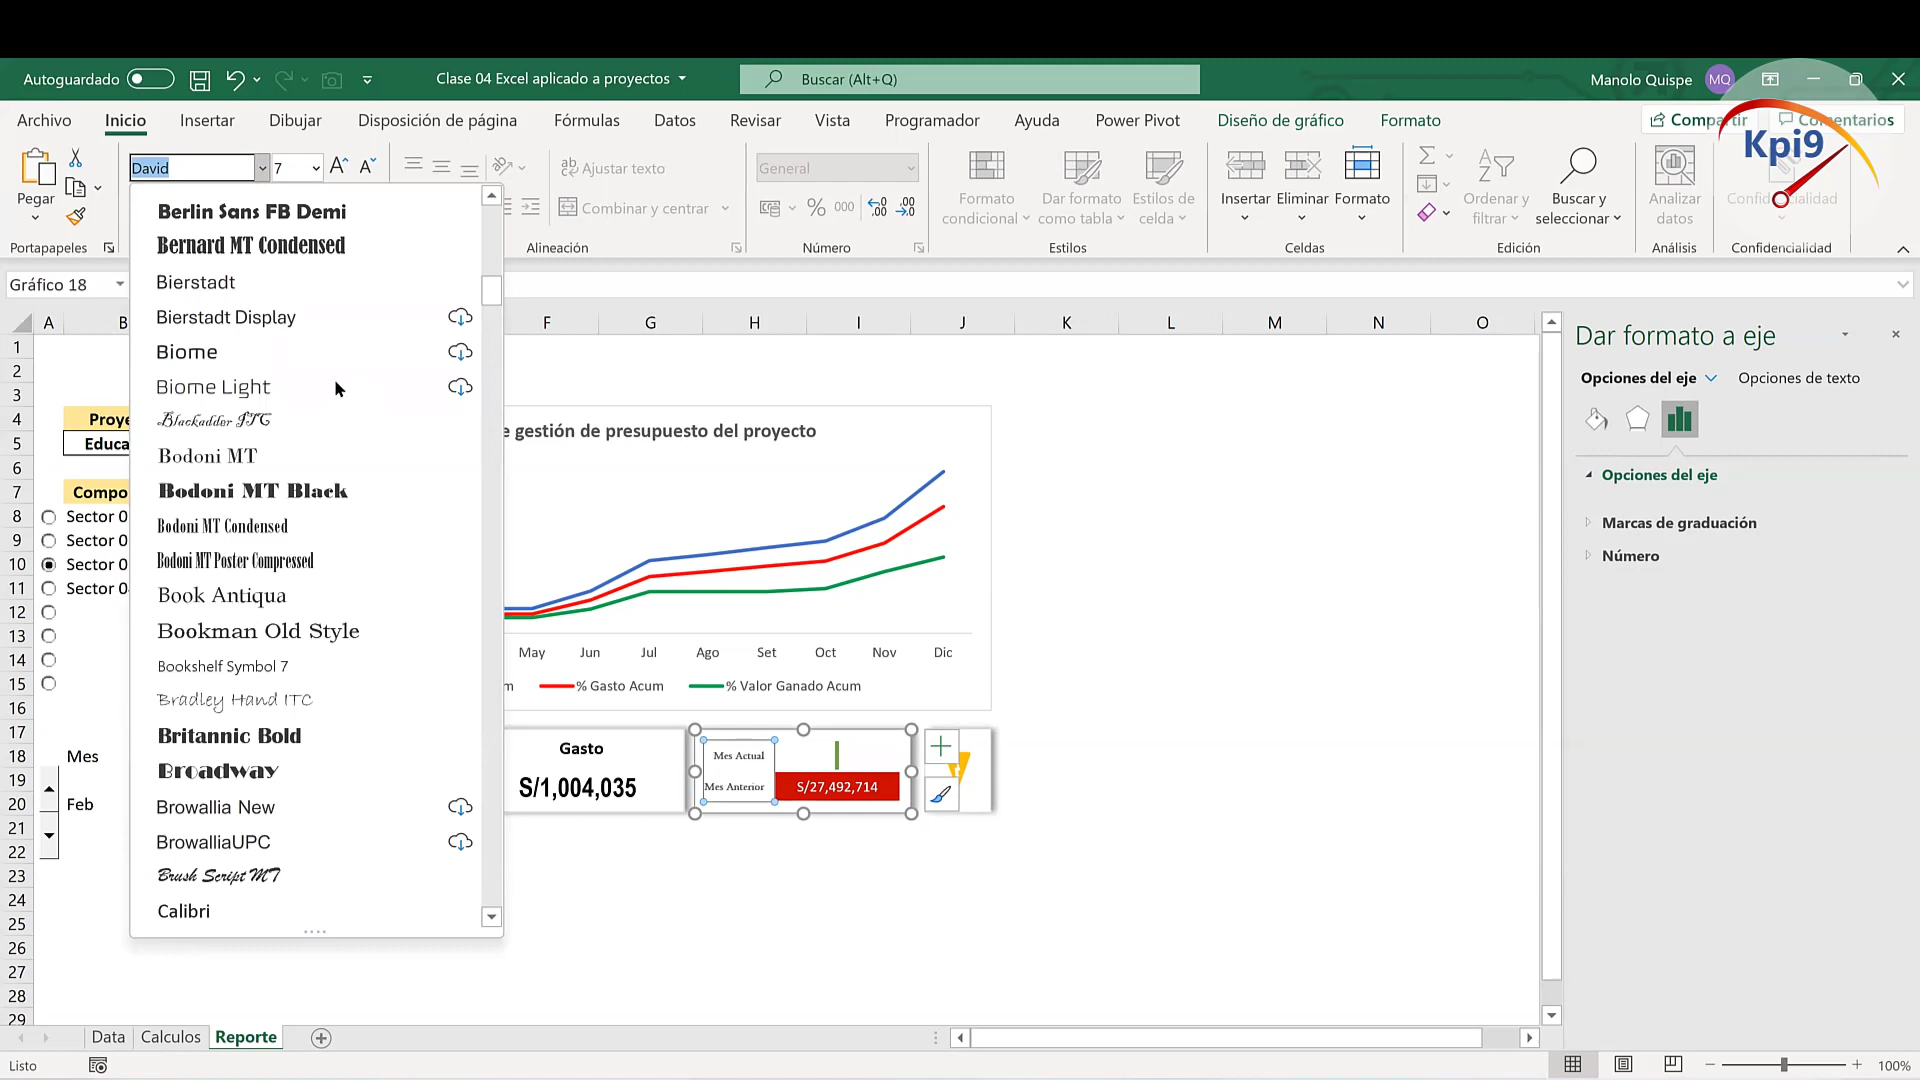 Autoguardado
Clase 04 Excel aplicado a proyectos
Buscar (Alt+Q)
Manolo Quispe
MQ
Archivo
Inicio
Insertar
Dibujar
Disposición de página
Fórmulas
Datos
Revisar
Vista
Programador
Ayuda
Power Pivot
Diseño de gráfico
Formato
Compartir
Comentarios
Kpi9
Pegar
Portapapeles
David
7
Ajustar texto
Combinar y centrar
Alineación
General
% 000
Número
Formato condicional
Dar formato como tabla
Estilos de celda
Estilos
Insertar
Eliminar
Formato
Celdas
Ordenar y filtrar
Buscar y seleccionar
Edición
Analizar datos
Análisis
Confidencialidad
Confidencialidad
Gráfico 18
Berlin Sans FB Demi
Bernard MT Condensed
Bierstadt
Bierstadt Display
Biome
Biome Light
Blackadder ITC
Bodoni MT
Bodoni MT Black
Bodoni MT Condensed
Bodoni MT Poster Compressed
Book Antiqua
Bookman Old Style
Bookshelf Symbol 7
Bradley Hand ITC
Britannic Bold
Broadway
Browallia New
BrowalliaUPC
Brush Script MT
Calibri
A B F G H I J K L M N O
1
2
3
4 Proye
5 Educa
6
7 Compo
8 Sector 0
9 Sector 0
10 Sector 0
11 Sector 0
12
13
14
15
16
17
18 Mes
19
20 Feb
21
22
23
24
25
26
27
28
29
e gestión de presupuesto del proyecto
May Jun Jul Ago Set Oct Nov Dic
m % Gasto Acum % Valor Ganado Acum
Gasto
S/1,004,035
Mes Actual
Mes Anterior
S/27,492,714
Dar formato a eje
Opciones del eje
Opciones de texto
Opciones del eje
Marcas de graduación
Número
Data
Calculos
Reporte
Listo
100%